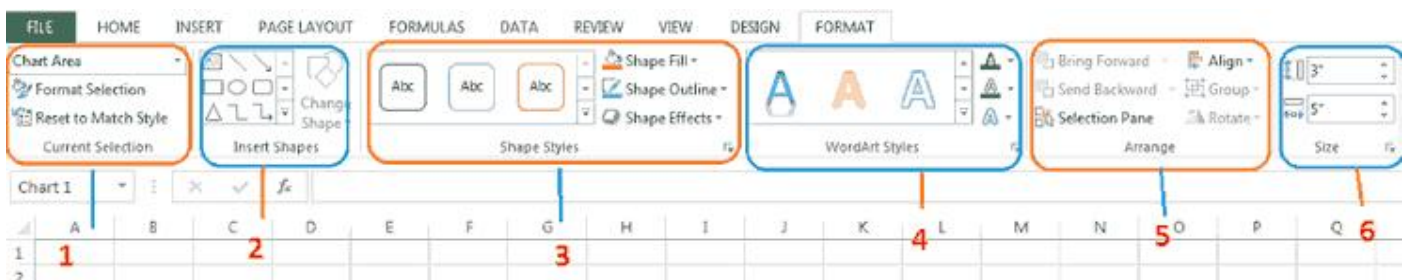 FILE HOME INSERT PAGE LAYOUT FORMULAS DATA REVIEW VIEW DESIGN FORMAT
Chart Area
Format Selection
Reset to Match Style
Current Selection
Change
Shape
Insert Shapes
Abc Abc Abc
Shape Fill
Shape Outline
Shape Effects
Shape Styles
A A A
WordArt Styles
Bring Forward
Send Backward
Selection Pane
Align
Group
Rotate
Arrange
3"
5"
Size
Chart 1 fx
A B C D E F G H I J K L M N O P Q
1 2 3 4 5 6
1
2